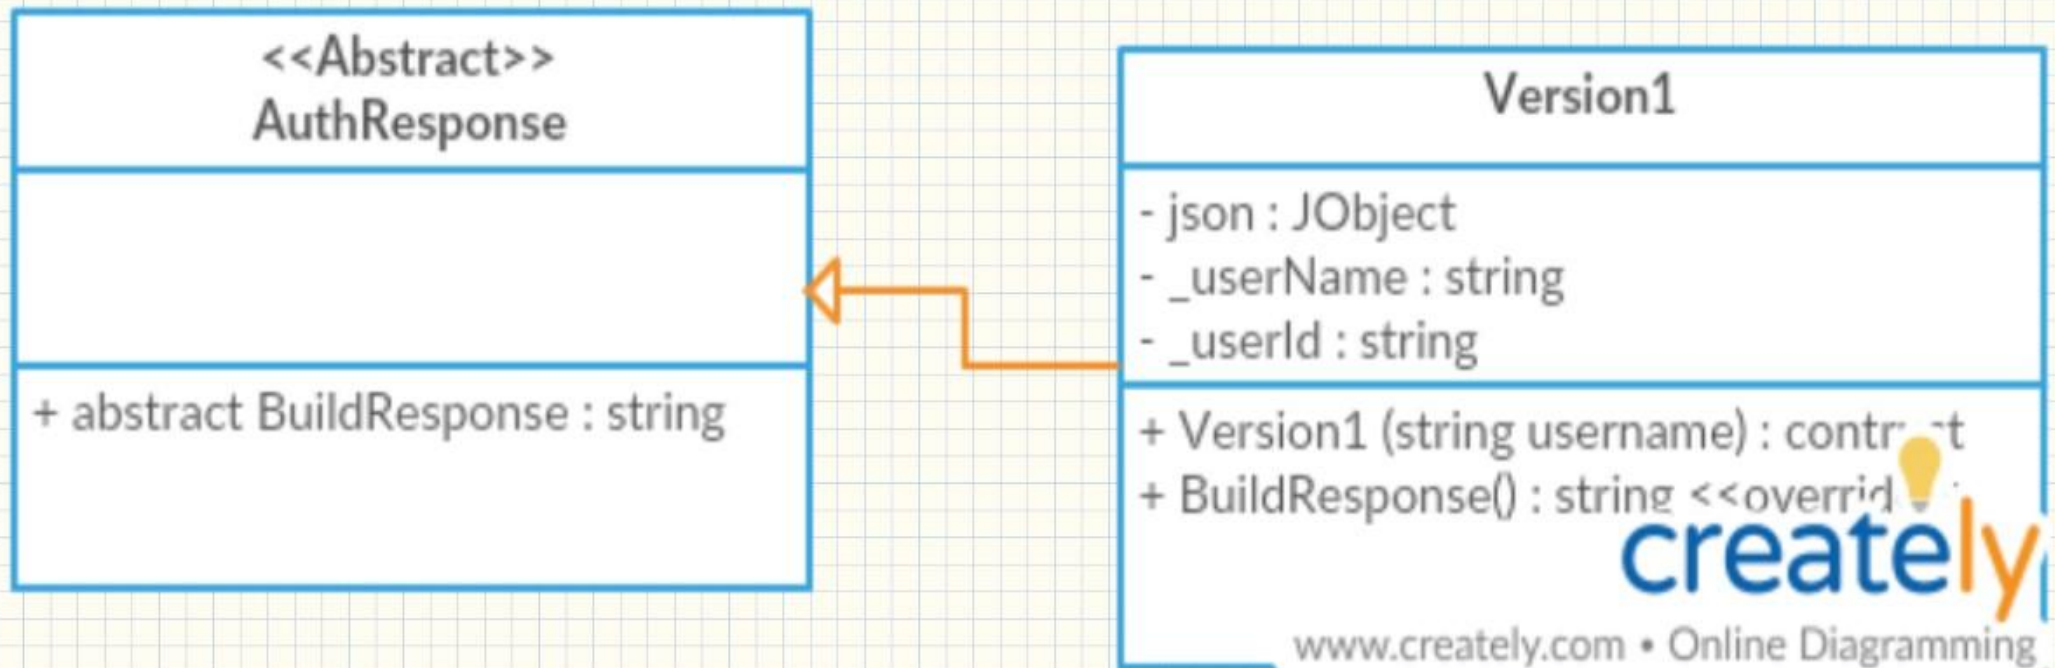 <<Abstract>>
AuthResponse
+ abstract BuildResponse : string
Version1
- json : JObject
- _userName : string
- _userId : string
+ Version1 (string username) :
+ BuildResponse() : string
creately
www.creately.com • Online Diagramming